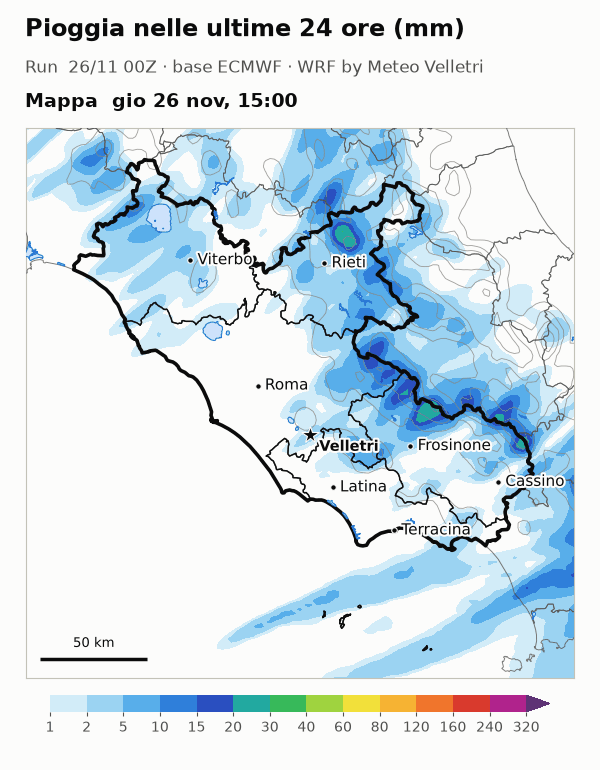 Pioggia nelle ultime 24 ore (mm)
Run 26/11 00Z · base ECMWF · WRF by Meteo Velletri
Mappa gio 26 nov, 15:00
Viterbo
Rieti
Roma
Velletri
Frosinone
Latina
Cassino
Terracina
50 km
1 2 5 10 15 20 30 40 60 80 120 160 240 320